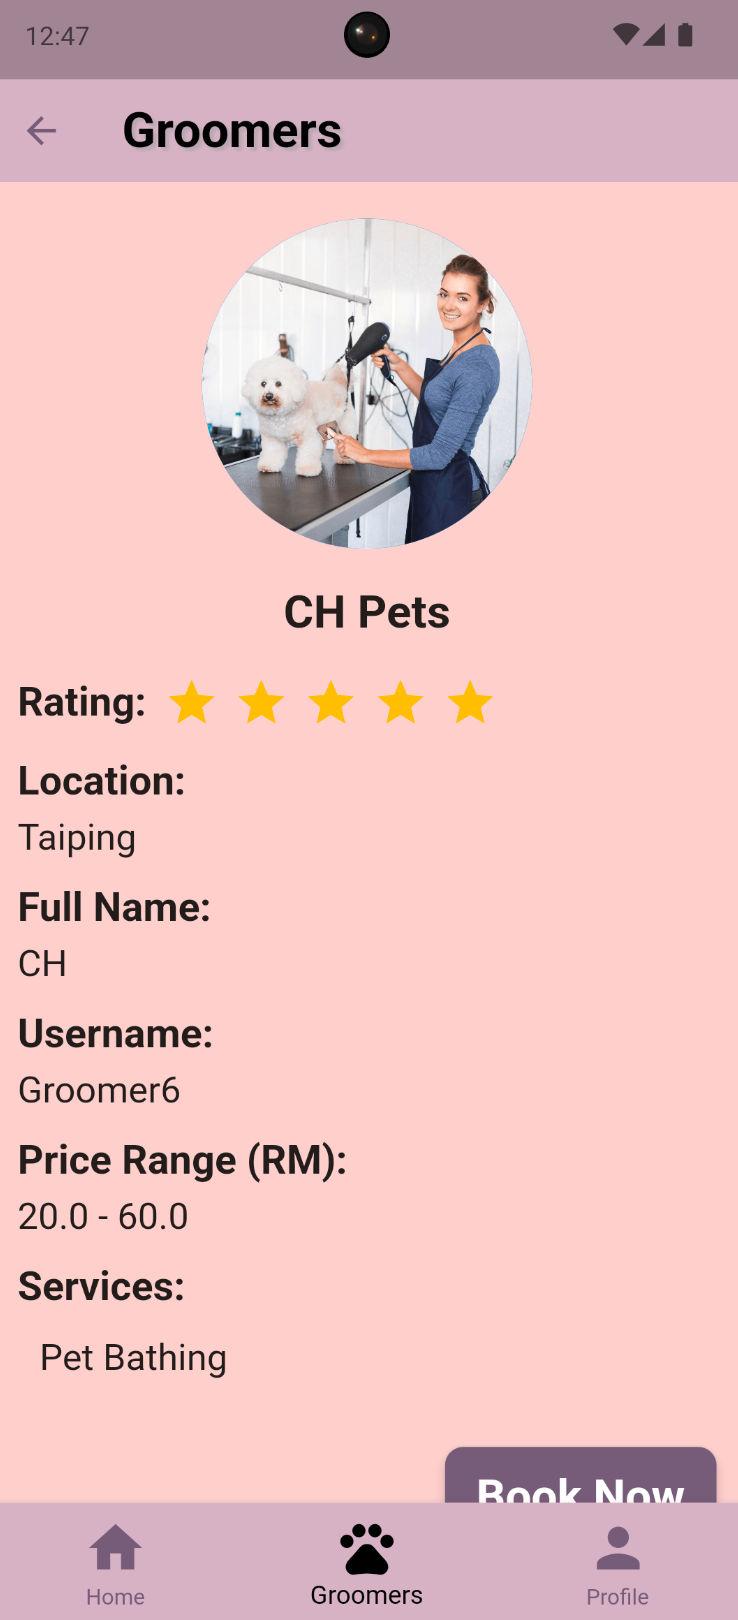 12:47
Groomers
CH Pets
Rating:
Location:
Taiping
Full Name:
CH
Username:
Groomer6
Price Range (RM):
20.0 - 60.0
Services:
Pet Bathing
Book Now
Home
Groomers
Profile